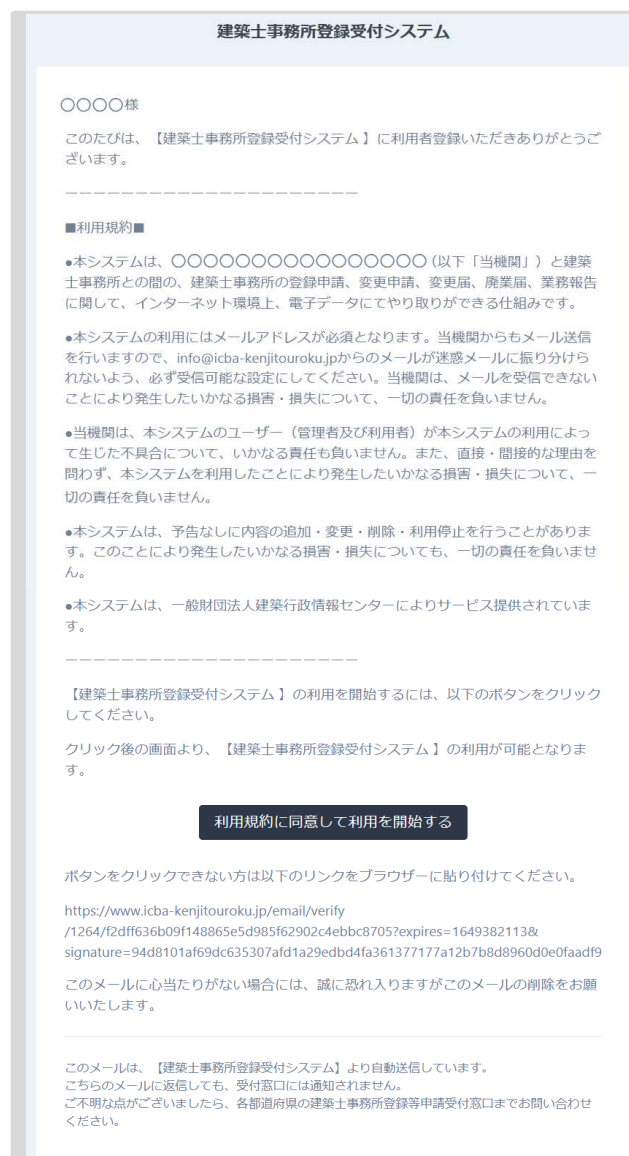 建築士事務所登録受付システム
〇〇〇〇様
このたびは、【建築士事務所登録受付システム 】に利用者登録いただきありがとうご
ざいます。
―――――――――――――――――――――
■利用規約■
●本システムは、〇〇〇〇〇〇〇〇〇〇〇〇〇〇〇〇（以下「当機関」）と建築
士事務所との間の、建築士事務所の登録申請、変更申請、変更届、廃業届、業務報告
に関して、インターネット環境上、電子データにてやり取りができる仕組みです。
●本システムの利用にはメールアドレスが必須となります。当機関からもメール送信
を行いますので、info@icba-kenjitouroku.jpからのメールが迷惑メールに振り分けら
れないよう、必ず受信可能な設定にしてください。当機関は、メールを受信できない
ことにより発生したいかなる損害・損失について、一切の責任を負いません。
●当機関は、本システムのユーザー（管理者及び利用者）が本システムの利用によっ
て生じた不具合について、いかなる責任も負いません。また、直接・間接的な理由を
問わず、本システムを利用したことにより発生したいかなる損害・損失について、一
切の責任を負いません。
●本システムは、予告なしに内容の追加・変更・削除・利用停止を行うことがありま
す。このことにより発生したいかなる損害・損失についても、一切の責任を負いませ
ん。
●本システムは、一般財団法人建築行政情報センターによりサービス提供されていま
す。
―――――――――――――――――――――
【建築士事務所登録受付システム 】の利用を開始するには、以下のボタンをクリック
してください。
クリック後の画面より、【建築士事務所登録受付システム 】の利用が可能となりま
す。
利用規約に同意して利用を開始する
ボタンをクリックできない方は以下のリンクをブラウザーに貼り付けてください。
https://www.icba-kenjitouroku.jp/email/verify
/1264/f2dff636b09f148865e5d985f62902c4ebbc8705?expires=1649382113&
signature=94d8101af69dc635307afd1a29edbd4fa361377177a12b7b8d8960d0e0faadf9
このメールに心当たりがない場合には、誠に恐れ入りますがこのメールの削除をお願
いいたします。
このメールは、【建築士事務所登録受付システム】より自動送信しています。
こちらのメールに返信しても、受付窓口には通知されません。
ご不明な点がございましたら、各都道府県の建築士事務所登録等申請受付窓口までお問い合わせ
ください。